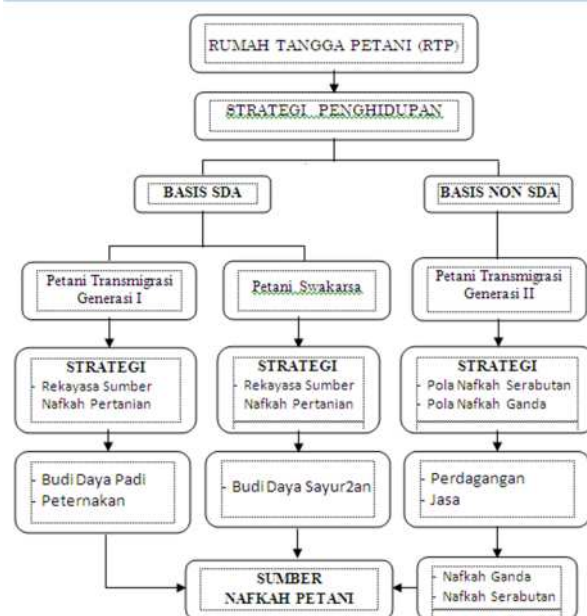 RUMAH TANGGA PETANI (RTP)
STRATEGI PENGHIDUPAN
BASIS SDA
BASIS NON SDA
Petani Transmigrasi
Generasi I
Petani Swakarsa
Petani Transmigrasi
Generasi II
STRATEGI
- Rekayasa Sumber
Nafkah Pertanian
STRATEGI
- Rekayasa Sumber
Nafkah Pertanian
STRATEGI
- Pola Nafkah Serabutan
- Pola Nafkah Ganda
- Budi Daya Padi
- Peternakan
- Budi Daya Sayur2an
- Perdagangan
- Jasa
SUMBER
NAFKAH PETANI
- Nafkah Ganda
- Nafkah Serabutan